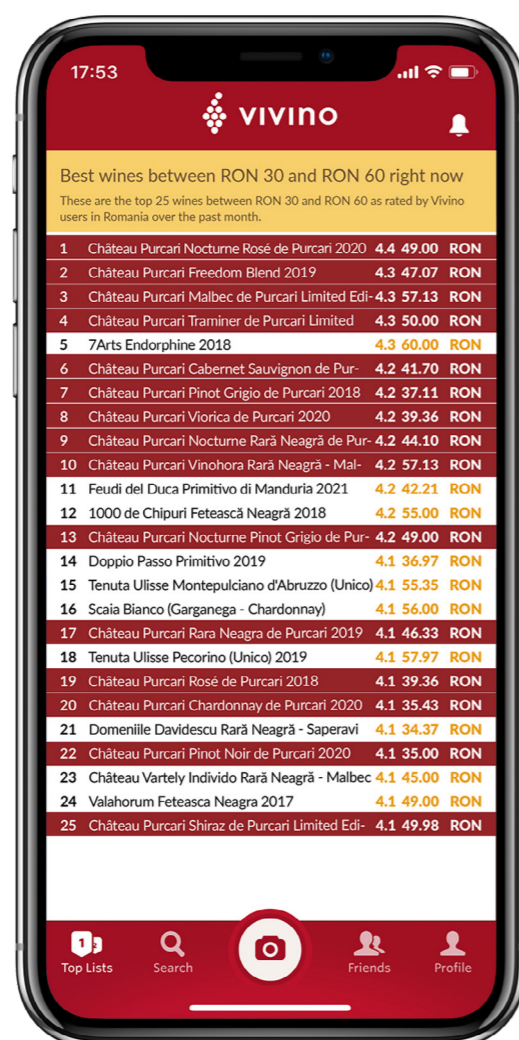 17:53
VIVINO
Best wines between RON 30 and RON 60 right now
These are the top 25 wines between RON 30 and RON 60 as rated by Vivino
users in Romania over the past month.
1 Château Purcari Nocturne Rosé de Purcari 2020 4.4 49.00 RON
2 Château Purcari Freedom Blend 2019 4.3 47.07 RON
3 Château Purcari Malbec de Purcari Limited Edi- 4.3 57.13 RON
4 Château Purcari Traminer de Purcari Limited 4.3 50.00 RON
5 7Arts Endorphine 2018 4.3 60.00 RON
6 Château Purcari Cabernet Sauvignon de Pur- 4.2 41.70 RON
7 Château Purcari Pinot Grigio de Purcari 2018 4.2 37.11 RON
8 Château Purcari Viorica de Purcari 2020 4.2 39.36 RON
9 Château Purcari Nocturne Rară Neagră de Pur- 4.2 44.10 RON
10 Château Purcari Vinohora Rară Neagră - Mal- 4.2 57.13 RON
11 Feudi del Duca Primitivo di Manduria 2021 4.2 42.21 RON
12 1000 de Chipuri Fetească Neagră 2018 4.2 55.00 RON
13 Château Purcari Nocturne Pinot Grigio de Pur- 4.2 49.00 RON
14 Doppio Passo Primitivo 2019 4.1 36.97 RON
15 Tenuta Ulisse Montepulciano d'Abruzzo (Unico) 4.1 55.35 RON
16 Scaia Bianco (Garganega - Chardonnay) 4.1 56.00 RON
17 Château Purcari Rara Neagra de Purcari 2019 4.1 46.33 RON
18 Tenuta Ulisse Pecorino (Unico) 2019 4.1 57.97 RON
19 Château Purcari Rosé de Purcari 2018 4.1 39.36 RON
20 Château Purcari Chardonnay de Purcari 2020 4.1 35.43 RON
21 Domeniile Davidescu Rară Neagră - Saperavi 4.1 34.37 RON
22 Château Purcari Pinot Noir de Purcari 2020 4.1 35.00 RON
23 Château Vartely Individo Rară Neagră - Malbec 4.1 45.00 RON
24 Valahorum Feteasca Neagra 2017 4.1 49.00 RON
25 Château Purcari Shiraz de Purcari Limited Edi- 4.1 49.98 RON
1 2
Top Lists Search Friends Profile